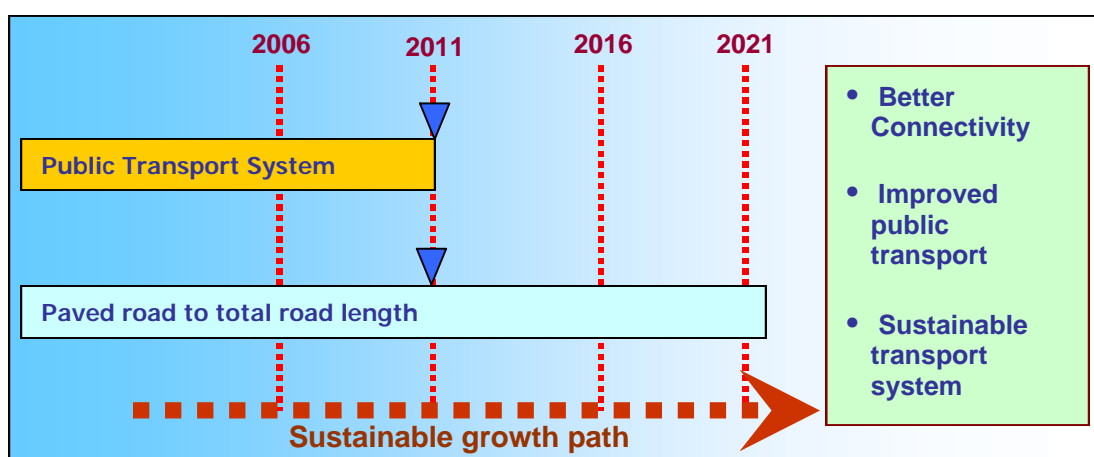 2006 2011 2016 2021
Public Transport System
Paved road to total road length
Sustainable growth path
• Better
Connectivity
• Improved
public
transport
• Sustainable
transport
system